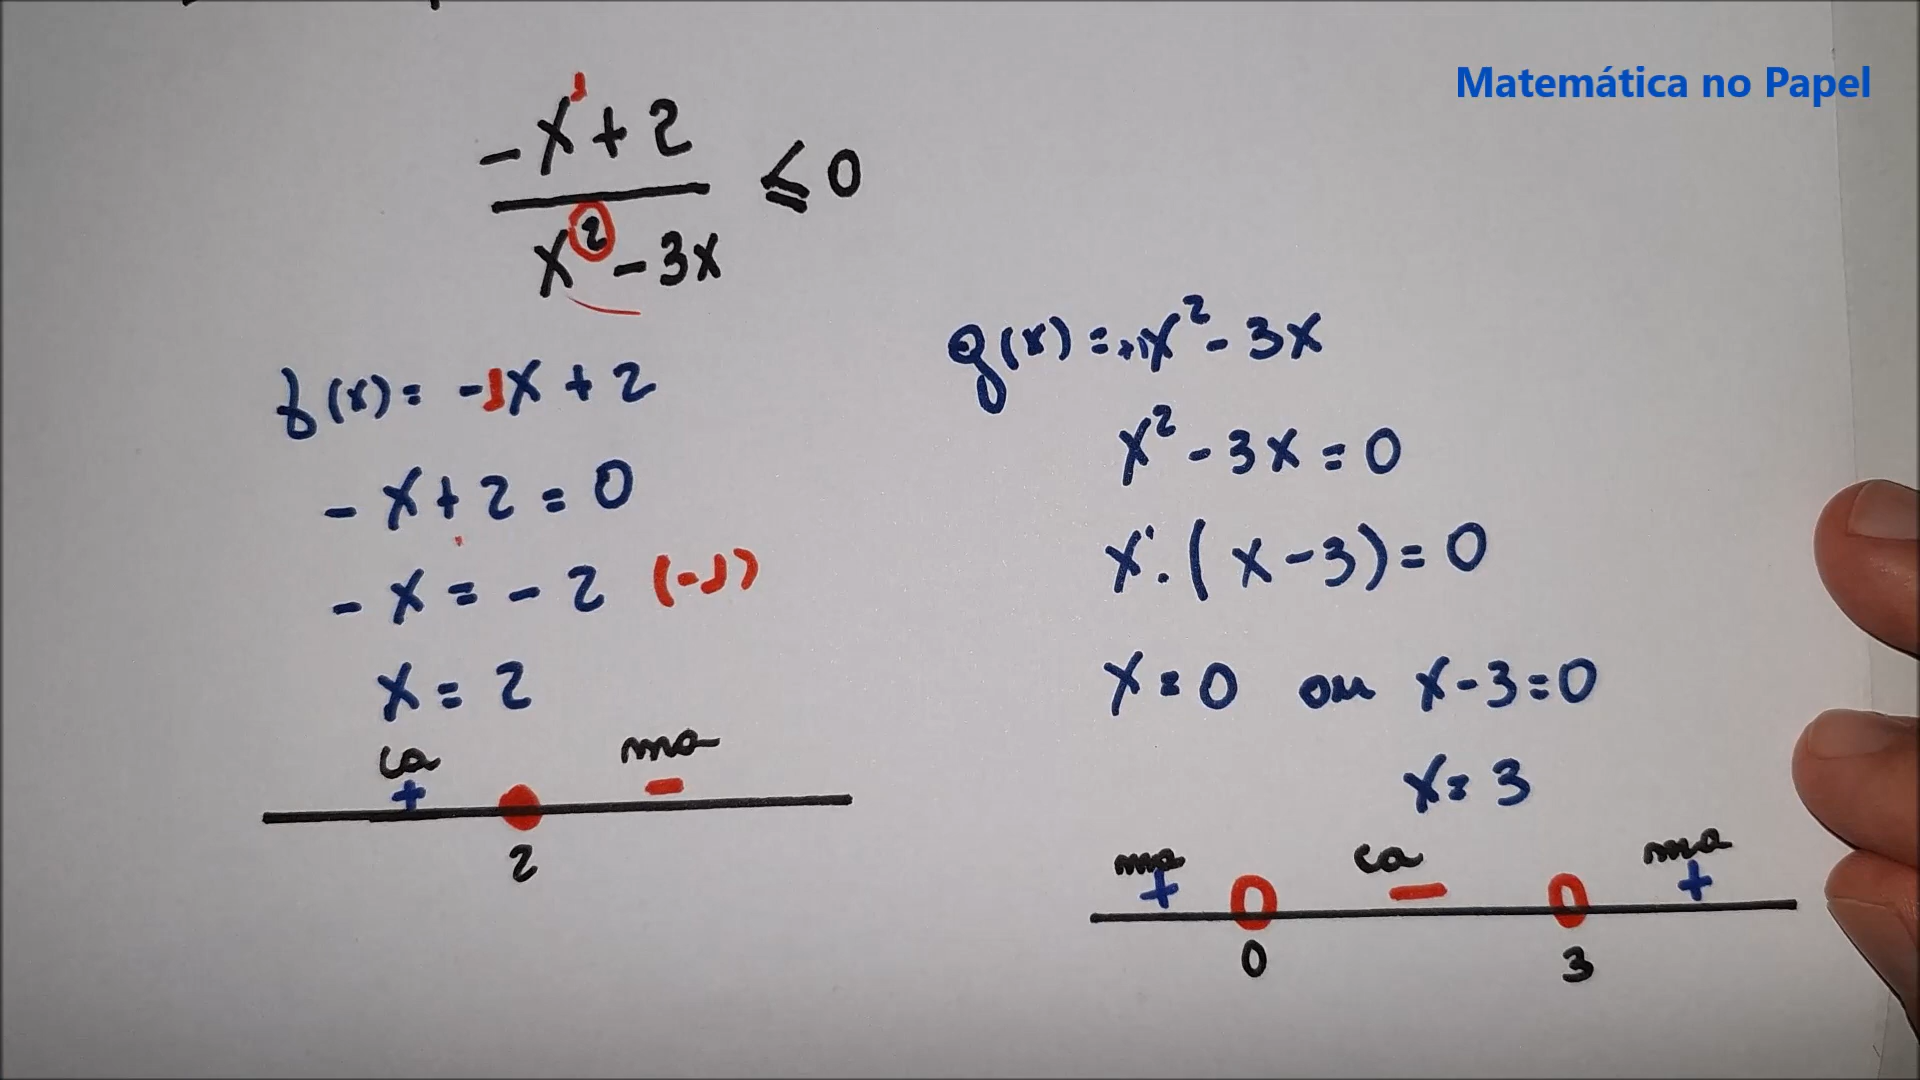 Matemática no Papel
-x¹+2
x²-3x
≤0
f(x)= -1x+2
-x+2=0
-x=-2 (-1)
x=2
ca ma
+ -
2
g(x)=+1x²-3x
x²-3x=0
x.(x-3)=0
x=0 ou x-3=0
x=3
ma ca ma
+ - +
0 3